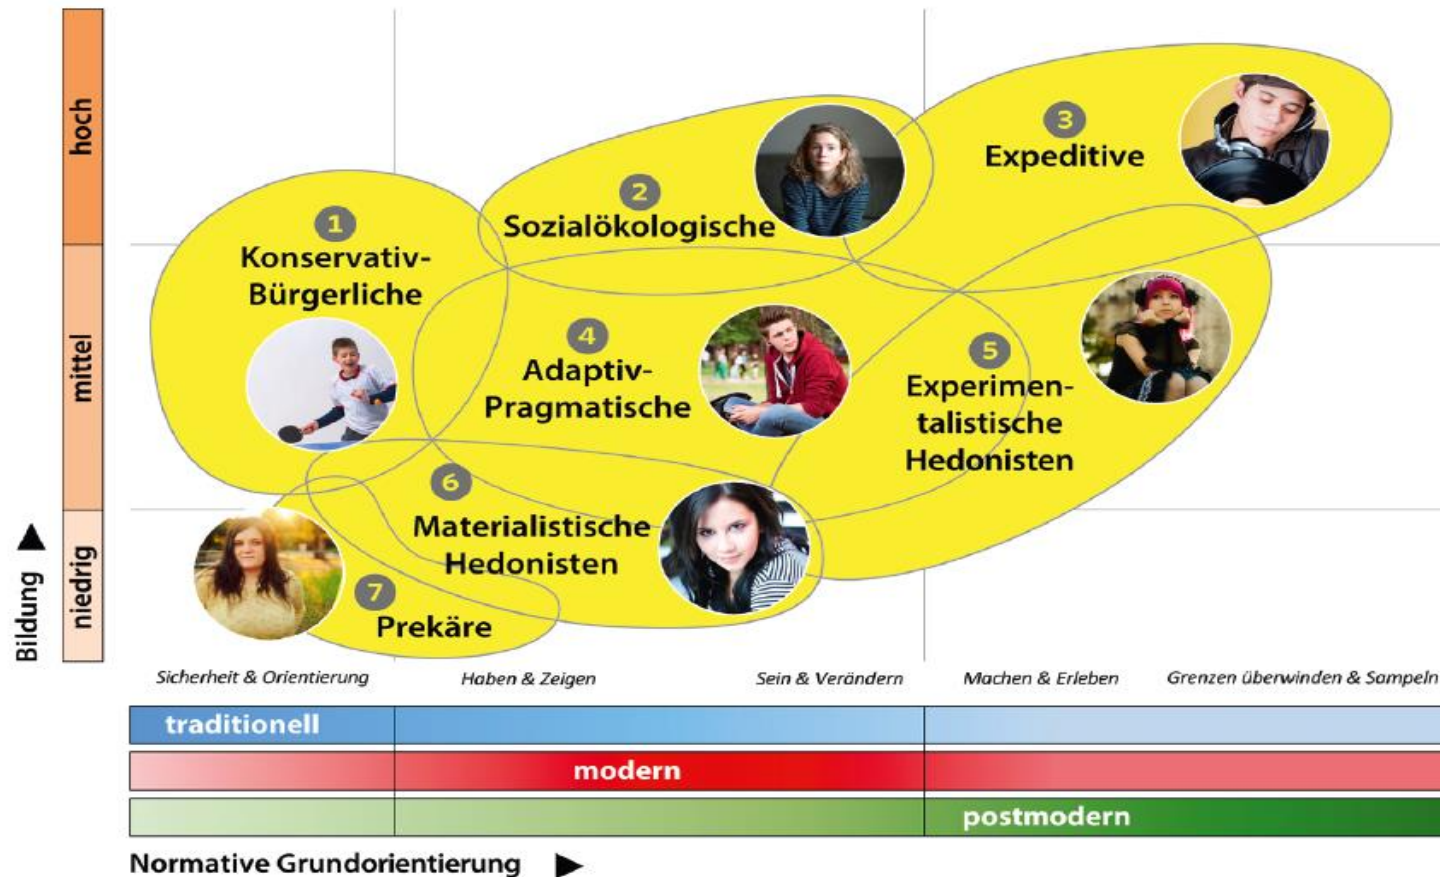 hoch
mittel
niedrig
Bildung ▶
1
Konservativ-
Bürgerliche
2
Sozialökologische
3
Expeditive
4
Adaptiv-
Pragmatische
5
Experimen-
talistische
Hedonisten
6
Materialistische
Hedonisten
7
Prekäre
Sicherheit & Orientierung
Haben & Zeigen
Sein & Verändern
Machen & Erleben
Grenzen überwinden & Sampeln
traditionell
modern
postmodern
Normative Grundorientierung ▶